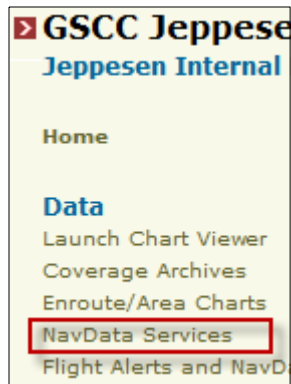 GSCC Jeppese
Jeppesen Internal
Home
Data
Launch Chart Viewer
Coverage Archives
Enroute/Area Charts
NavData Services
Flight Alerts and NavDa